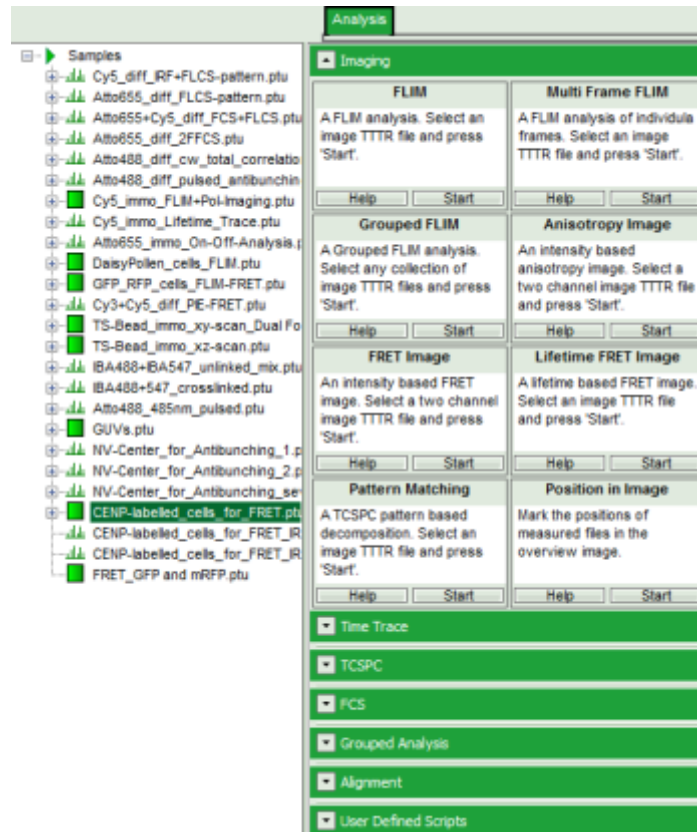 Analysis
Samples
Cy5_diff_IRF+FLCS-pattern.ptu
Atto655_diff_FLCS-pattern.ptu
Atto655+Cy5_diff_FCS+FLCS.ptu
Atto655_diff_2FFCS.ptu
Atto488_diff_cw_total_correlatio
Atto488_diff_pulsed_antibunchin
Cy5_immo_FLIM+Pol-Imaging.ptu
Cy5_immo_Lifetime_Trace.ptu
Atto655_immo_On-Off-Analysis.p
DaisyPollen_cells_FLIM.ptu
GFP_RFP_cells_FLIM-FRET.ptu
Cy3+Cy5_diff_PIE-FRET.ptu
TS-Bead_immo_xy-scan_Dual Fo
TS-Bead_immo_xz-scan.ptu
IBA488+IBA547_unlinked_mix.ptu
IBA488+547_crosslinked.ptu
Atto488_485nm_pulsed.ptu
GUVs.ptu
NV-Center_for_Antibunching_1.p
NV-Center_for_Antibunching_2.p
NV-Center_for_Antibunching_se
CENP-labelled_cells_for_FRET.ptu
CENP-labelled_cells_for_FRET_IR
CENP-labelled_cells_for_FRET_IR
FRET_GFP and mRFP.ptu
Imaging
FLIM
A FLIM analysis. Select an
image TTTR file and press
'Start'.
Help Start
Multi Frame FLIM
A FLIM analysis of individua
frames. Select an image
TTTR file and press 'Start'.
Help Start
Grouped FLIM
A Grouped FLIM analysis.
Select any collection of
image TTTR files and press
'Start'.
Help Start
Anisotropy Image
An intensity based
anisotropy image. Select a
two channel image TTTR file
and press 'Start'.
Help Start
FRET Image
An intensity based FRET
image. Select a two channel
image TTTR file and press
'Start'.
Help Start
Lifetime FRET Image
A lifetime based FRET image.
Select an image TTTR file
and press 'Start'.
Help Start
Pattern Matching
A TCSPC pattern based
decomposition. Select an
image TTTR file and press
'Start'.
Help Start
Position in Image
Mark the positions of
measured files in the
overview image.
Help Start
Time Trace
TCSPC
FCS
Grouped Analysis
Alignment
User Defined Scripts